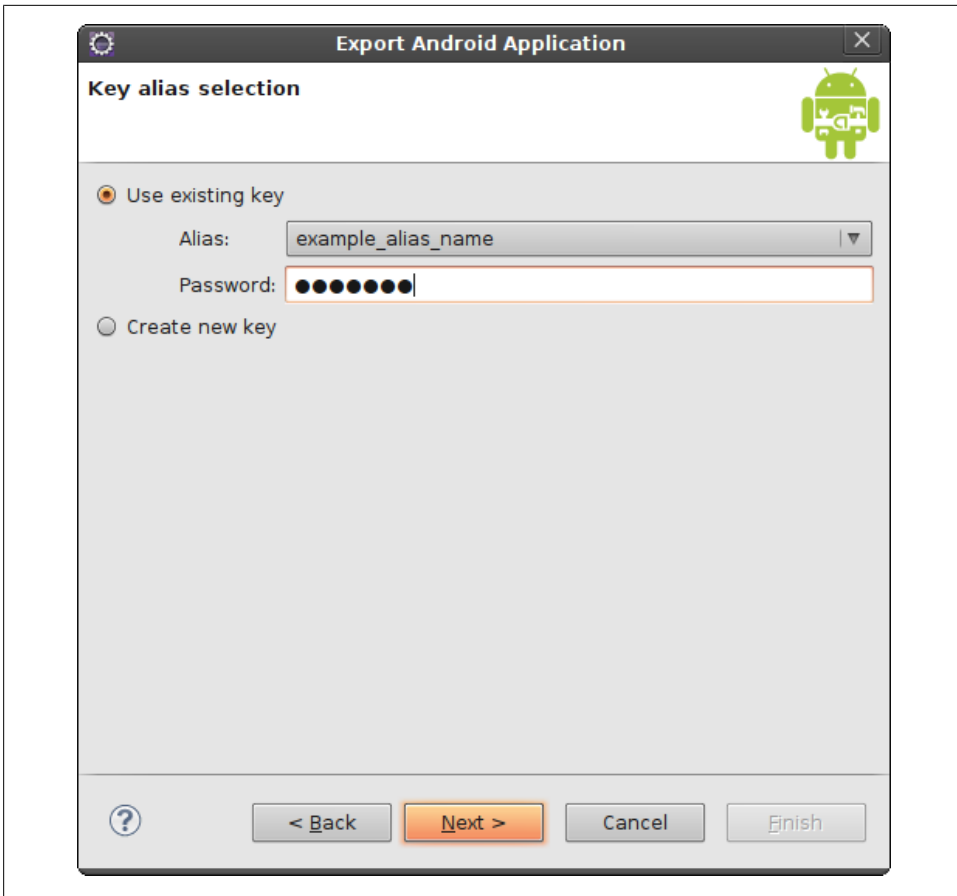 Export Android Application
Key alias selection
Use existing key
Alias: example_alias_name
Password: ●●●●●●●
Create new key
? < Back Next > Cancel Finish